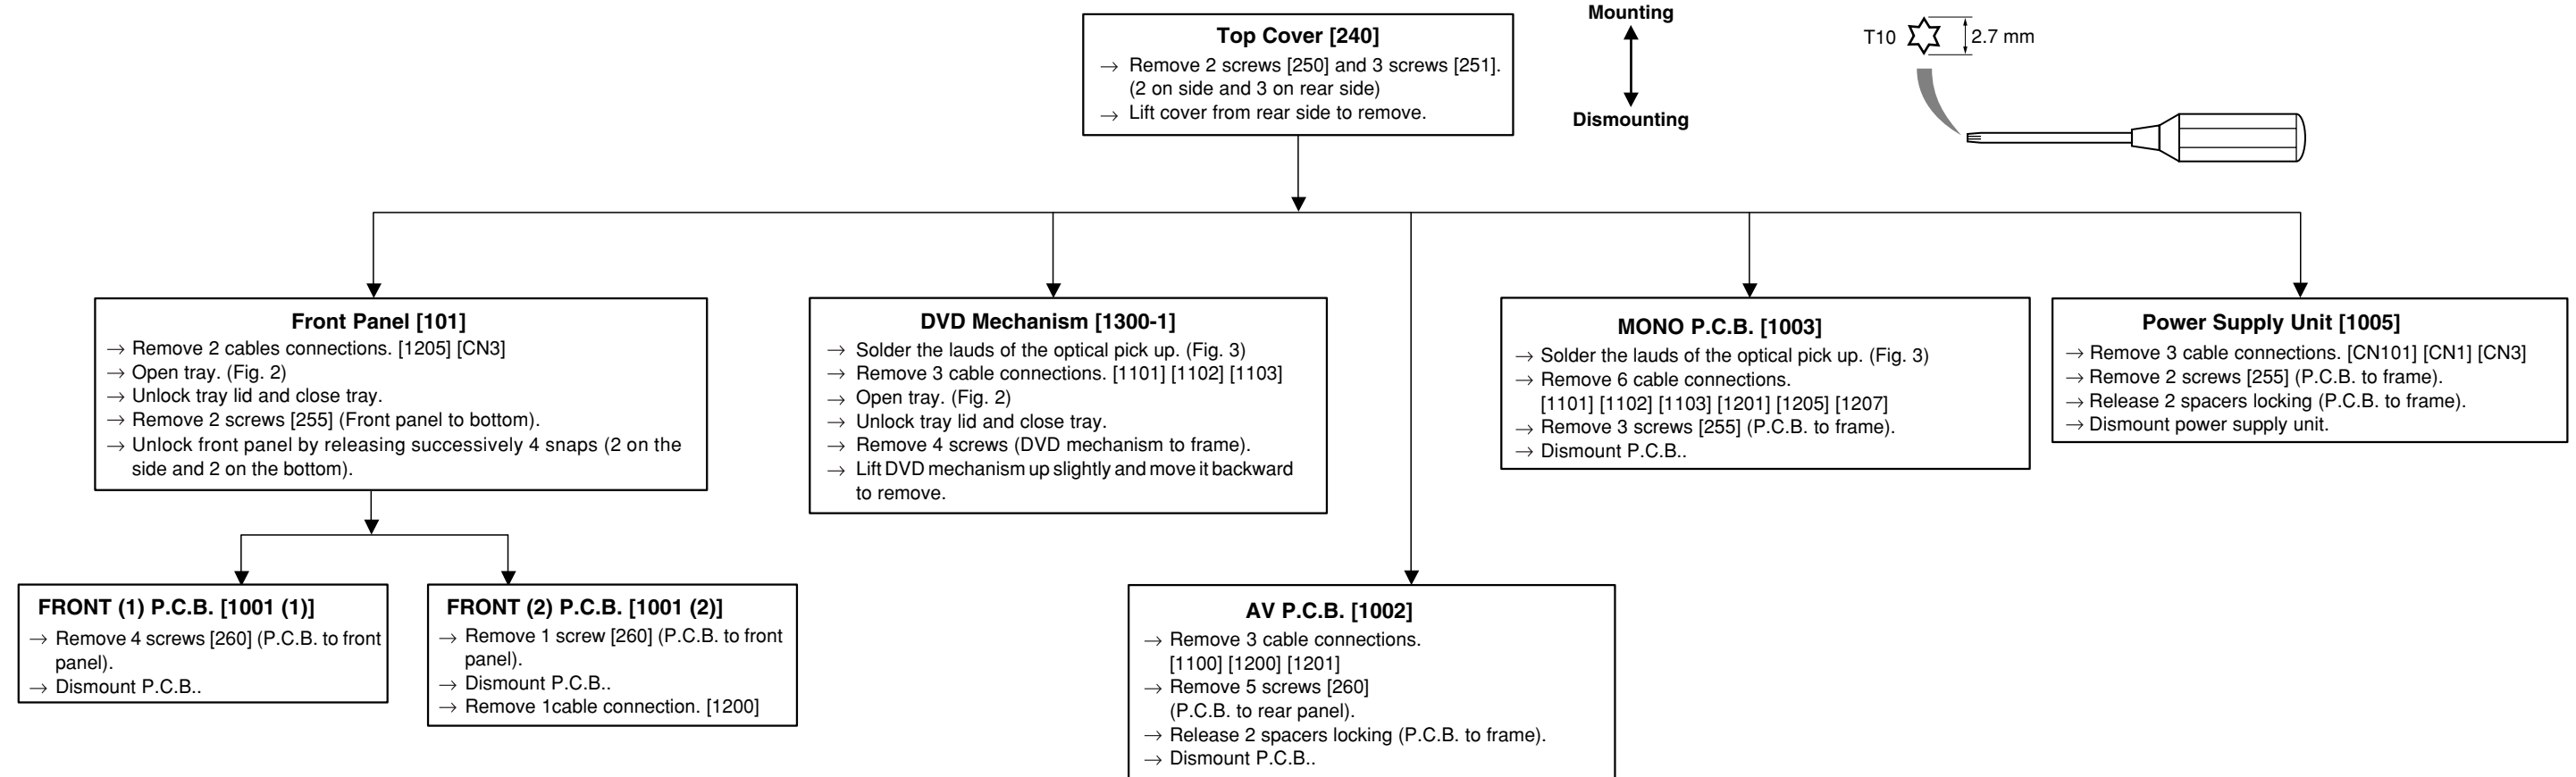 Top Cover [240]
→ Remove 2 screws [250] and 3 screws [251].
(2 on side and 3 on rear side)
→ Lift cover from rear side to remove.
Mounting
Dismounting
T10
2.7 mm
Front Panel [101]
→ Remove 2 cables connections. [1205] [CN3]
→ Open tray. (Fig. 2)
→ Unlock tray lid and close tray.
→ Remove 2 screws [255] (Front panel to bottom).
→ Unlock front panel by releasing successively 4 snaps (2 on the
side and 2 on the bottom).
DVD Mechanism [1300-1]
→ Solder the lauds of the optical pick up. (Fig. 3)
→ Remove 3 cable connections. [1101] [1102] [1103]
→ Open tray. (Fig. 2)
→ Unlock tray lid and close tray.
→ Remove 4 screws (DVD mechanism to frame).
→ Lift DVD mechanism up slightly and move it backward
to remove.
MONO P.C.B. [1003]
→ Solder the lauds of the optical pick up. (Fig. 3)
→ Remove 6 cable connections.
[1101] [1102] [1103] [1201] [1205] [1207]
→ Remove 3 screws [255] (P.C.B. to frame).
→ Dismount P.C.B..
Power Supply Unit [1005]
→ Remove 3 cable connections. [CN101] [CN1] [CN3]
→ Remove 2 screws [255] (P.C.B. to frame).
→ Release 2 spacers locking (P.C.B. to frame).
→ Dismount power supply unit.
FRONT (1) P.C.B. [1001 (1)]
→ Remove 4 screws [260] (P.C.B. to front
panel).
→ Dismount P.C.B..
FRONT (2) P.C.B. [1001 (2)]
→ Remove 1 screw [260] (P.C.B. to front
panel).
→ Dismount P.C.B..
→ Remove 1cable connection. [1200]
AV P.C.B. [1002]
→ Remove 3 cable connections.
[1100] [1200] [1201]
→ Remove 5 screws [260]
(P.C.B. to rear panel).
→ Release 2 spacers locking (P.C.B. to frame).
→ Dismount P.C.B..